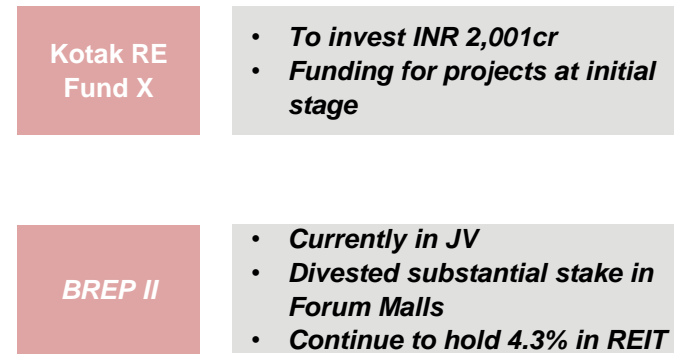 Kotak RE
Fund X
• To invest INR 2,001cr
• Funding for projects at initial
stage
BREP II
• Currently in JV
• Divested substantial stake in
Forum Malls
• Continue to hold 4.3% in REIT